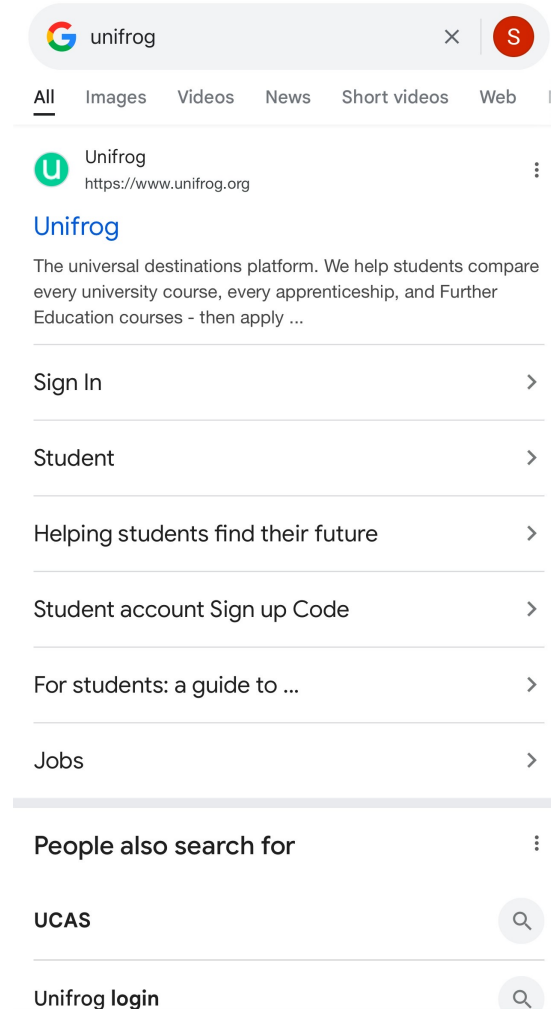 unifrog
S
All Images Videos News Short videos Web
U
Unifrog
https://www.unifrog.org
Unifrog
The universal destinations platform. We help students compare
every university course, every apprenticeship, and Further
Education courses - then apply ...
Sign In
Student
Helping students find their future
Student account Sign up Code
For students: a guide to ...
Jobs
People also search for
UCAS
Unifrog login